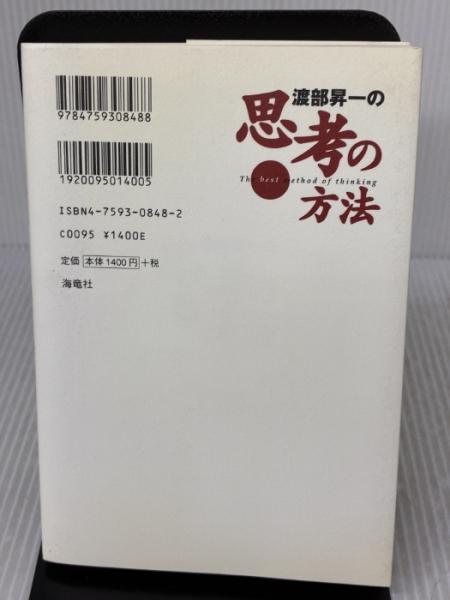 9784759308488
1920095014005
ISBN4-7593-0848-2
C0095 ¥1400E
定価 本体1400円+税
海竜社
渡部昇一の
思考の
The best method of thinking
方法